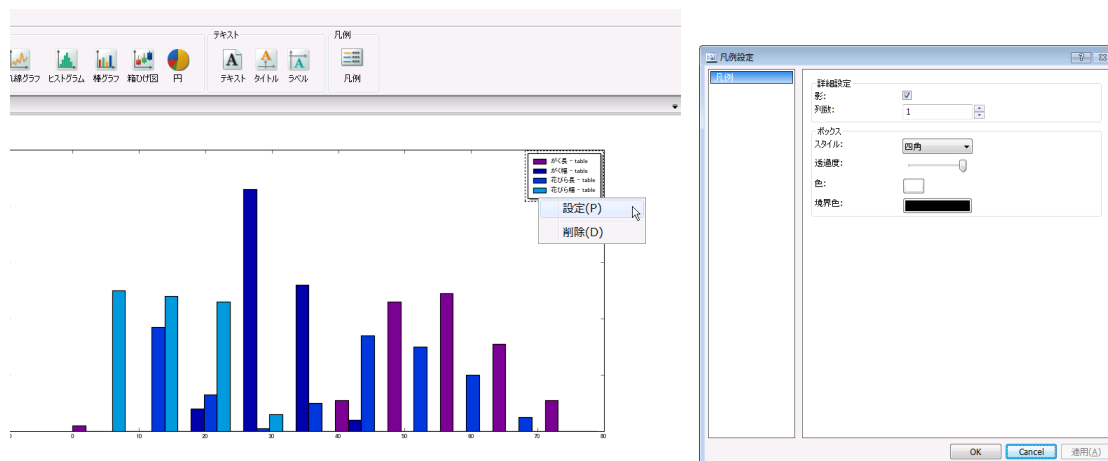 テキスト
凡例
線グラフ
ヒストグラム
棒グラフ
箱ひげ図
円
テキスト
タイトル
ラベル
凡例
がく長 - table
がく幅 - table
花びら長 - table
花びら幅 - table
設定(P)
削除(D)
0
10
20
30
40
50
60
70
80
凡例設定
凡例
詳細設定
影:
列数:
1
ボックス
スタイル:
四角
透過度:
色:
境界色:
OK
Cancel
適用(A)